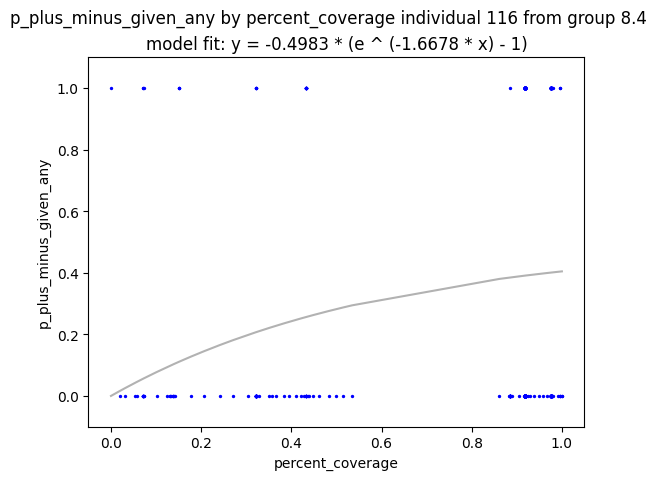 p_plus_minus_given_any by percent_coverage individual 116 from group 8.4
model fit: y = -0.4983 * (e ^ (-1.6678 * x) - 1)
1.0
0.8
0.6
0.4
0.2
0.0
p_plus_minus_given_any
0.0 0.2 0.4 0.6 0.8 1.0
percent_coverage